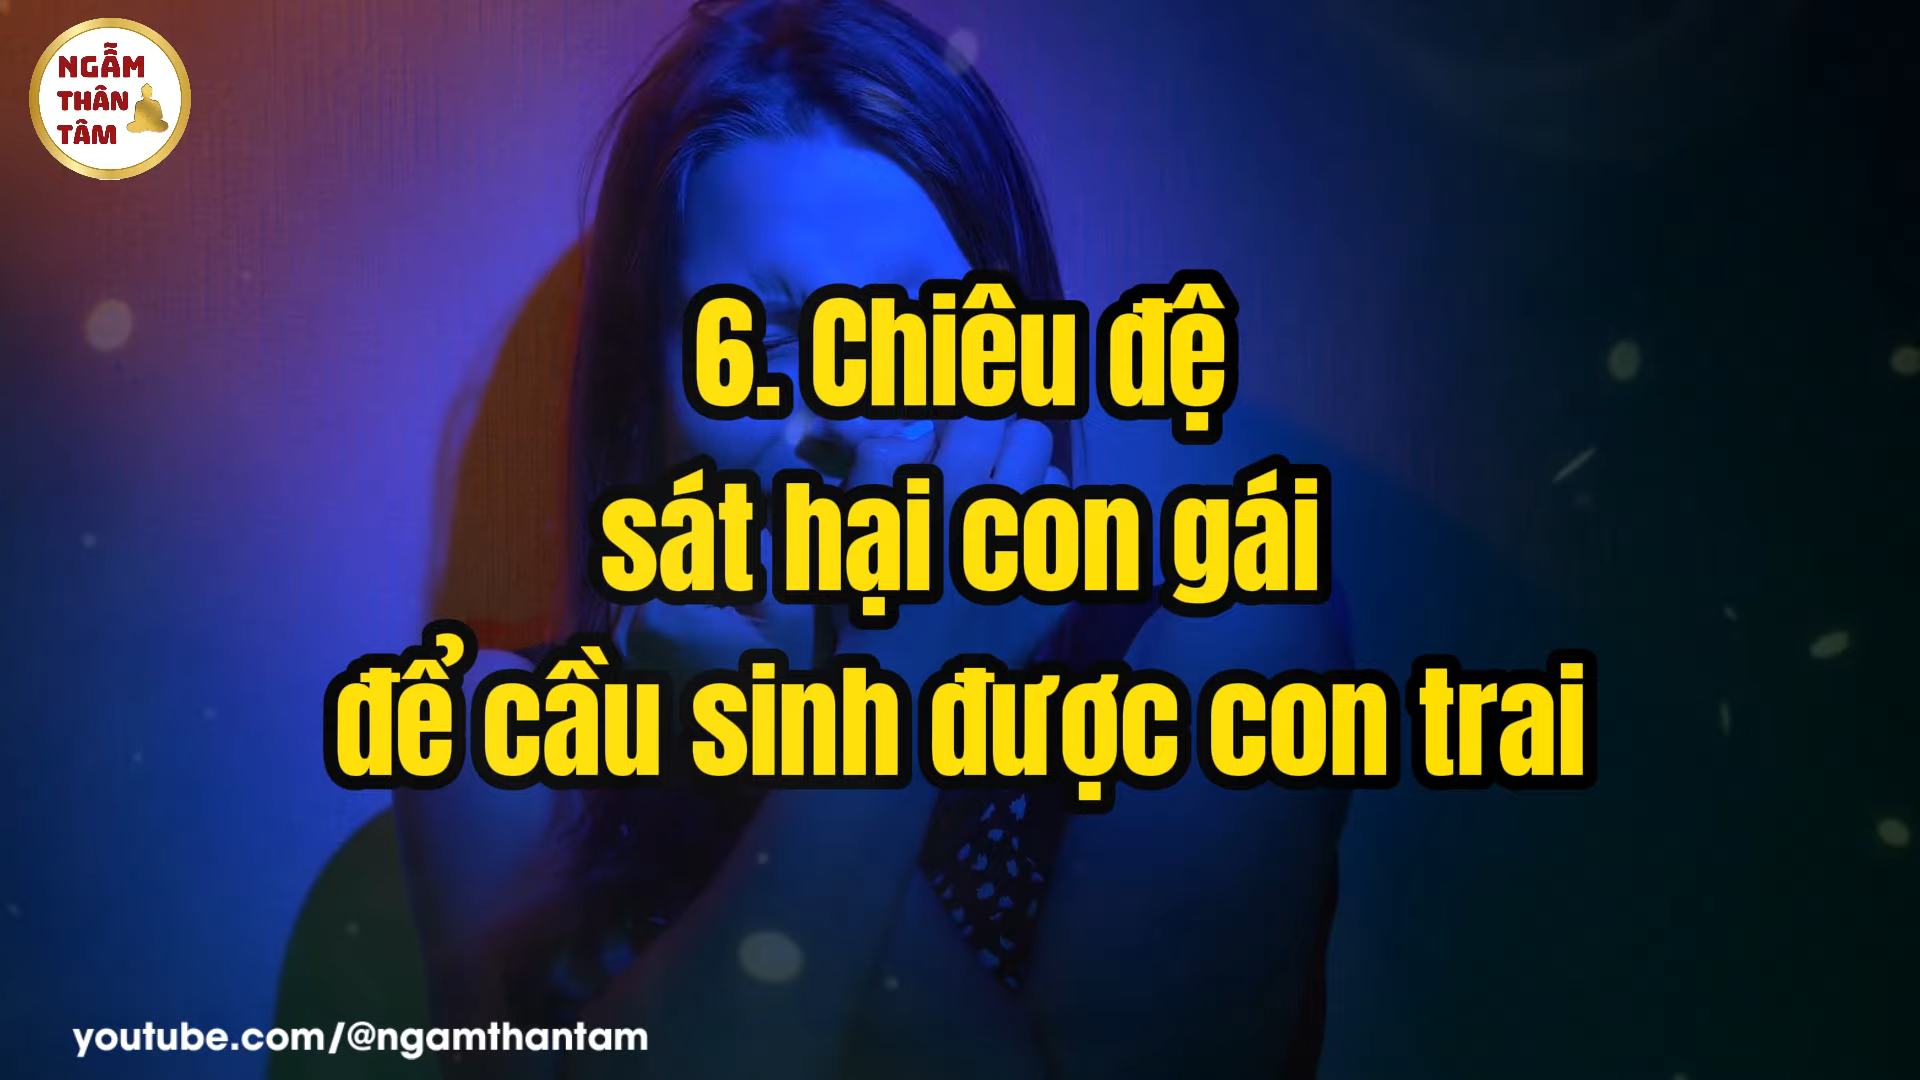 NGẪM
THÂN
TÂM
6. Chiêu đệ
sát hại con gái
để cầu sinh được con trai
youtube.com/@ngamthantam